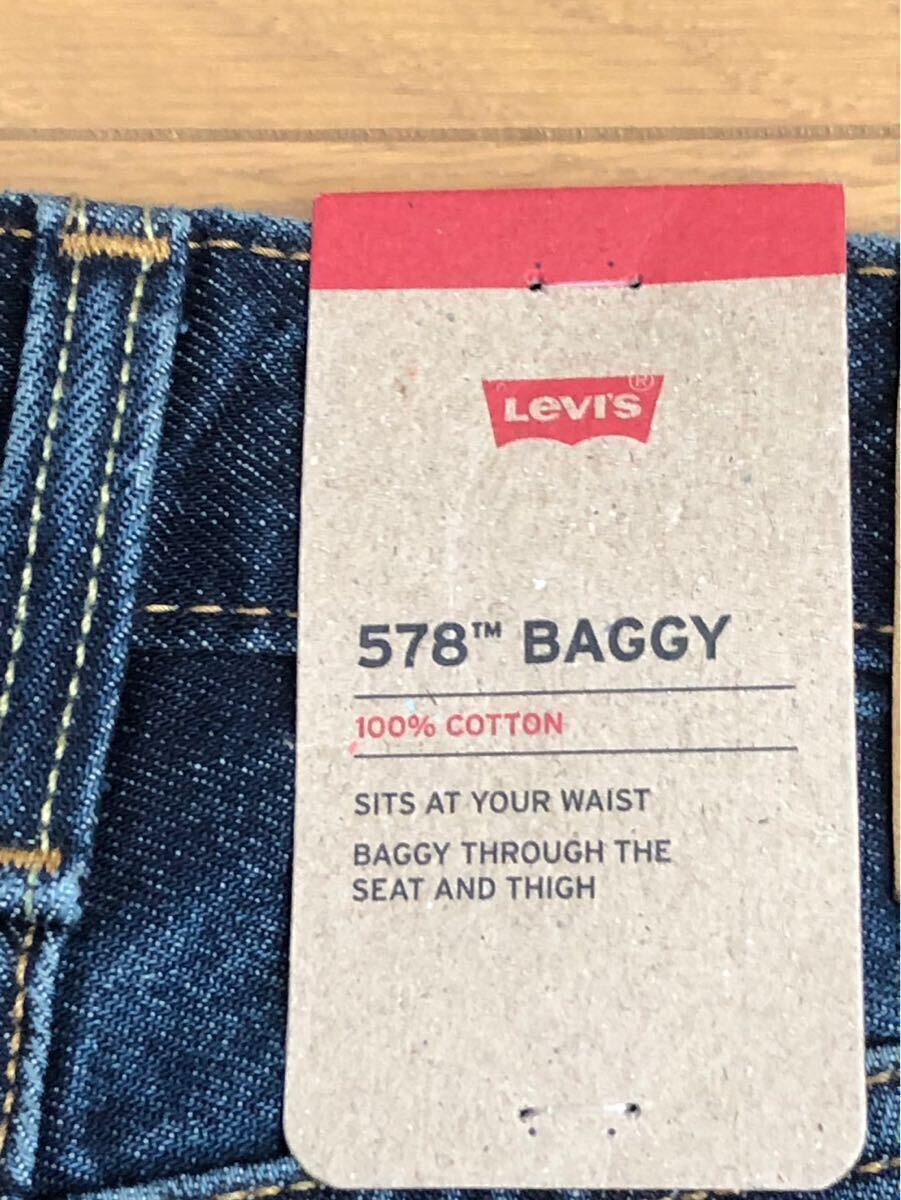 LEVI'S ®
578™ BAGGY
100% COTTON
SITS AT YOUR WAIST
BAGGY THROUGH THE
SEAT AND THIGH